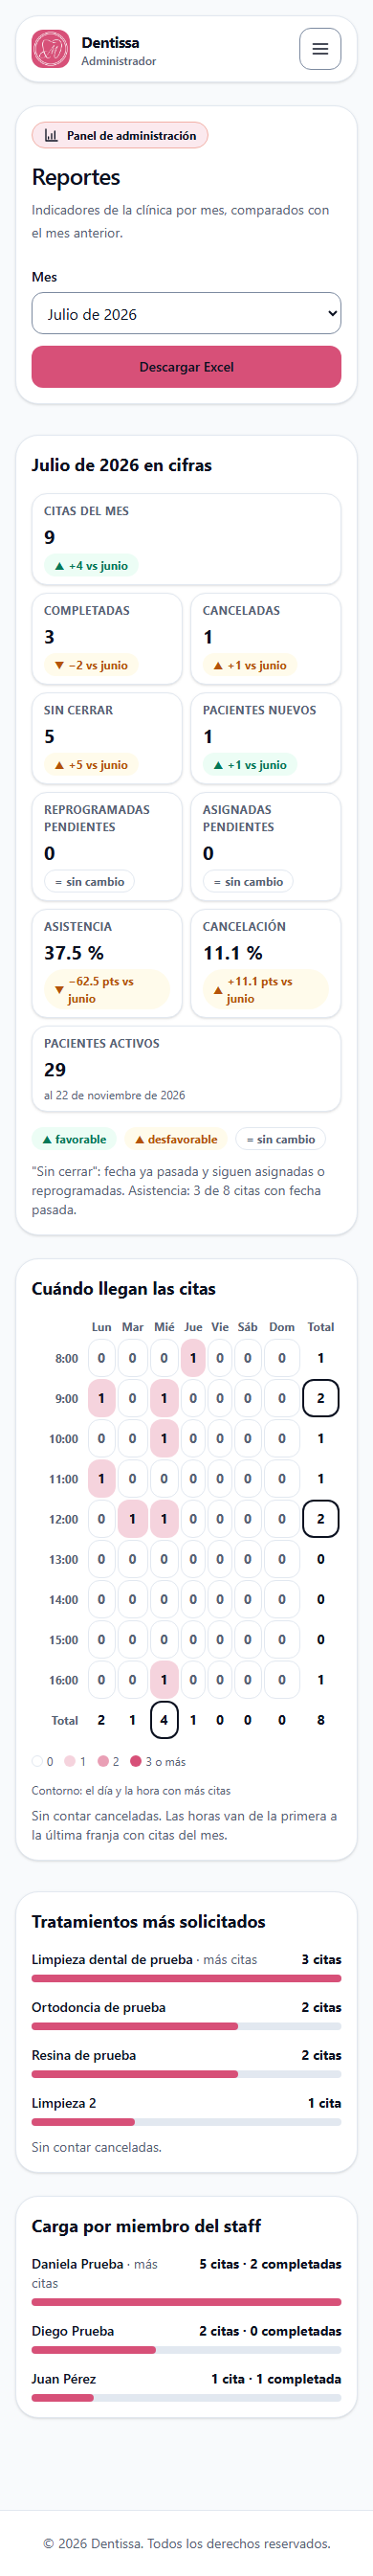 Dentissa
Administrador
Panel de administración
Reportes
Indicadores de la clínica por mes, comparados con
el mes anterior.
Mes
Julio de 2026
Descargar Excel
Julio de 2026 en cifras
CITAS DEL MES
9
▲ +4 vs junio
COMPLETADAS
3
▼ −2 vs junio
CANCELADAS
1
▲ +1 vs junio
SIN CERRAR
5
▲ +5 vs junio
PACIENTES NUEVOS
1
▲ +1 vs junio
REPROGRAMADAS
PENDIENTES
0
= sin cambio
ASIGNADAS
PENDIENTES
0
= sin cambio
ASISTENCIA
37.5 %
▼ −62.5 pts vs
junio
CANCELACIÓN
11.1 %
▲ +11.1 pts vs
junio
PACIENTES ACTIVOS
29
al 22 de noviembre de 2026
▲ favorable ▲ desfavorable = sin cambio
"Sin cerrar": fecha ya pasada y siguen asignadas o
reprogramadas. Asistencia: 3 de 8 citas con fecha
pasada.
Cuándo llegan las citas
Lun Mar Mié Jue Vie Sáb Dom Total
8:00 0 0 0 1 0 0 0 1
9:00 1 0 1 0 0 0 0 2
10:00 0 0 1 0 0 0 0 1
11:00 1 0 0 0 0 0 0 1
12:00 0 1 1 0 0 0 0 2
13:00 0 0 0 0 0 0 0 0
14:00 0 0 0 0 0 0 0 0
15:00 0 0 0 0 0 0 0 0
16:00 0 0 1 0 0 0 0 1
Total 2 1 4 1 0 0 0 8
0 1 2 3 o más
Contorno: el día y la hora con más citas
Sin contar canceladas. Las horas van de la primera a
la última franja con citas del mes.
Tratamientos más solicitados
Limpieza dental de prueba · más citas 3 citas
Ortodoncia de prueba 2 citas
Resina de prueba 2 citas
Limpieza 2 1 cita
Sin contar canceladas.
Carga por miembro del staff
Daniela Prueba · más 5 citas · 2 completadas
citas
Diego Prueba 2 citas · 0 completadas
Juan Pérez 1 cita · 1 completada
© 2026 Dentissa. Todos los derechos reservados.